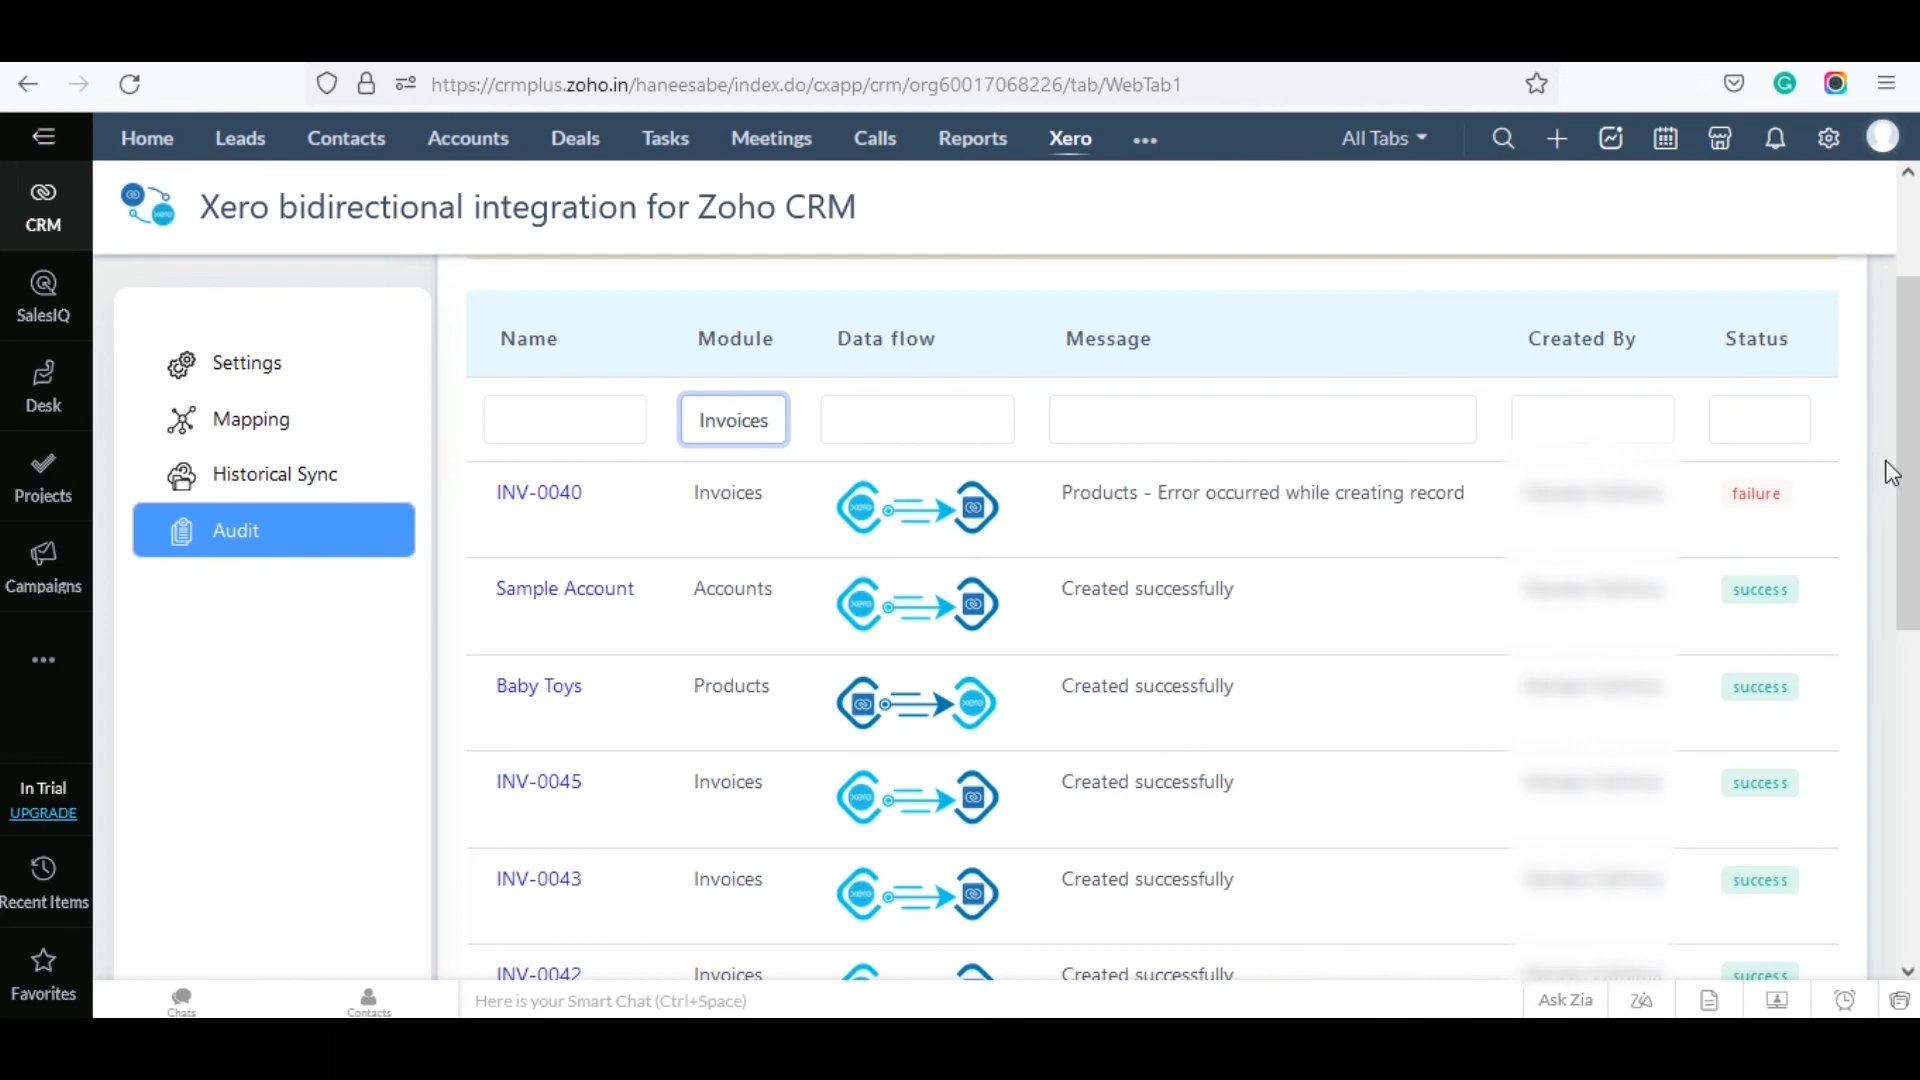 https://crmplus.zoho.in/haneesabe/index.do/cxapp/crm/org60017068226/tab/WebTab1
Home Leads Contacts Accounts Deals Tasks Meetings Calls Reports Xero All Tabs
CRM
SalesIQ
Desk
Projects
Campaigns
In Trial
UPGRADE
Recent Items
Favorites
Xero bidirectional integration for Zoho CRM
Settings
Mapping
Historical Sync
Audit
Name Module Data flow Message Created By Status
Invoices
INV-0040 Invoices xero Products - Error occurred while creating record failure
Sample Account Accounts xero Created successfully success
Baby Toys Products xero Created successfully success
INV-0045 Invoices xero Created successfully success
INV-0043 Invoices xero Created successfully success
INV-0042 Invoices Created successfully success
Chats Contacts Here is your Smart Chat (Ctrl+Space) Ask Zia